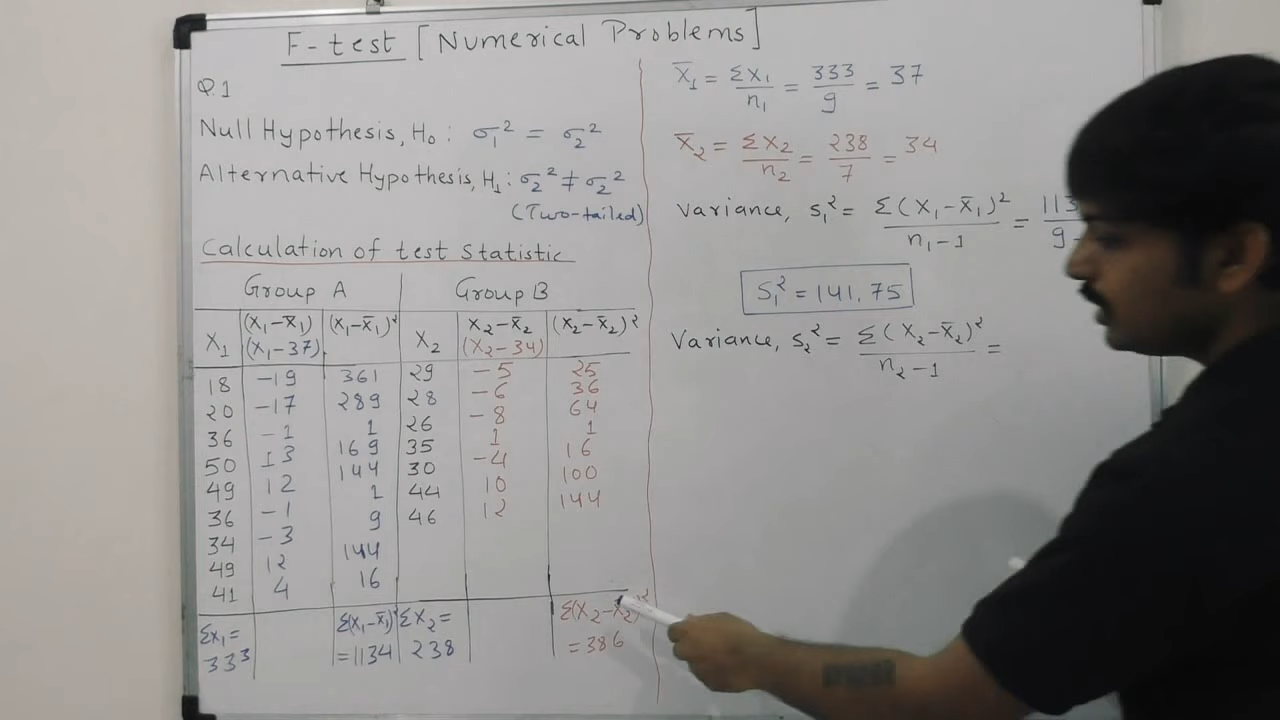 F-test [Numerical Problems]
Q.1
Null Hypothesis, H₀: σ₁² = σ₂²
Alternative Hypothesis, H₁: σ₂² ≠ σ₂²
(Two-tailed)
Calculation of test Statistic
Group A Group B
X₁ (X₁-X̄₁) (X₁-37) (X₁-X̄₁)² X₂ X₂-X̄₂ (X₂-34) (X₂-X̄₂)²
18 -19 361 29 -5 25
20 -17 289 28 -6 36
36 -1 1 26 -8 64
50 13 169 35 1 1
49 12 144 30 -4 16
36 -1 1 44 10 100
34 -3 9 46 12 144
49 12 144
41 4 16
Σx₁= 333 Σ(X₁-X̄₁)² =1134 ΣX₂= 238 Σ(X₂-X̄₂)² =386
X̄₁ = ΣX₁/n₁ = 333/9 = 37
X̄₂ = ΣX₂/n₂ = 238/7 = 34
Variance, S₁² = Σ(X₁-X̄₁)²/n₁-1 = 113/9-
S₁² = 141.75
Variance, S₂² = Σ(X₂-X̄₂)²/n₂-1 =